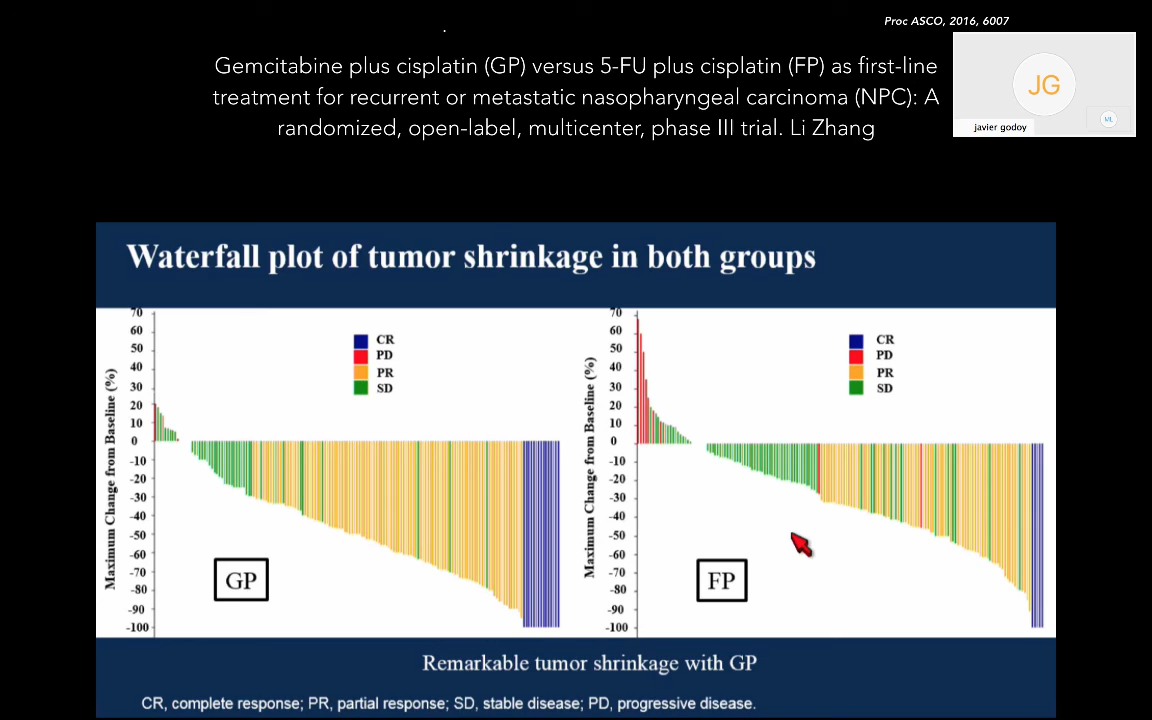 Proc ASCO, 2016, 6007
Gemcitabine plus cisplatin (GP) versus 5-FU plus cisplatin (FP) as first-line
treatment for recurrent or metastatic nasopharyngeal carcinoma (NPC): A
randomized, open-label, multicenter, phase III trial. Li Zhang
JG
ML
javier godoy
Waterfall plot of tumor shrinkage in both groups
Maximum Change from Baseline (%)
70
60
50
40
30
20
10
0
-10
-20
-30
-40
-50
-60
-70
-80
-90
-100
CR
PD
PR
SD
GP
Maximum Change from Baseline (%)
70
60
50
40
30
20
10
0
-10
-20
-30
-40
-50
-60
-70
-80
-90
-100
CR
PD
PR
SD
FP
Remarkable tumor shrinkage with GP
CR, complete response; PR, partial response; SD, stable disease; PD, progressive disease.